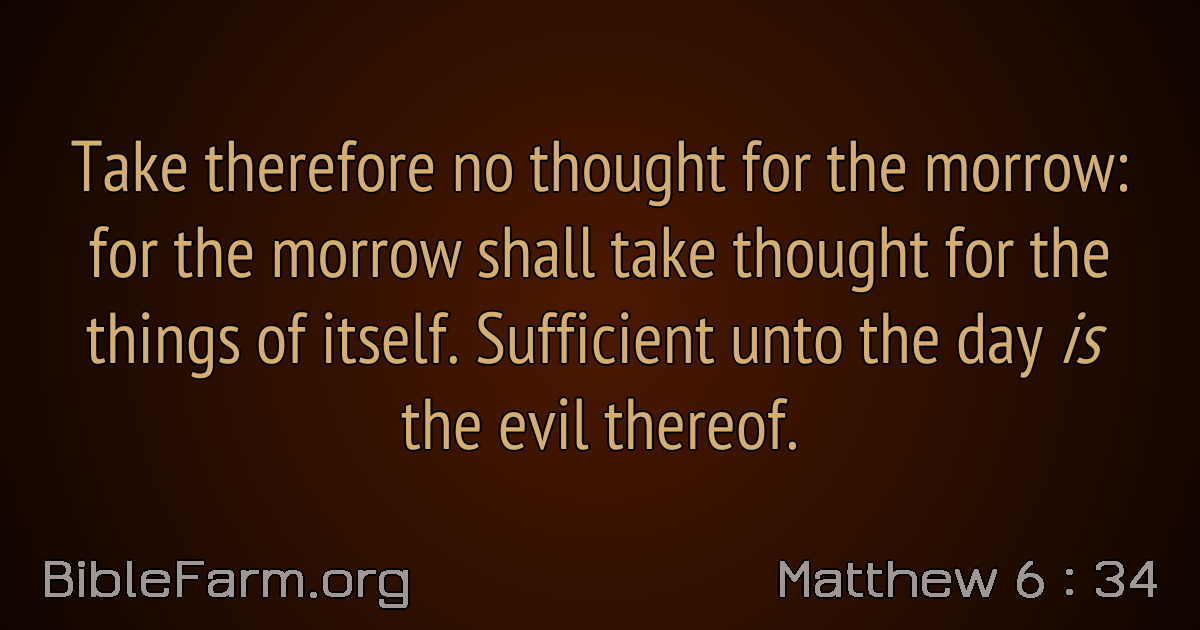 Take therefore no thought for the morrow:
for the morrow shall take thought for the
things of itself. Sufficient unto the day is
the evil thereof.
BibleFarm.org
Matthew 6 : 34